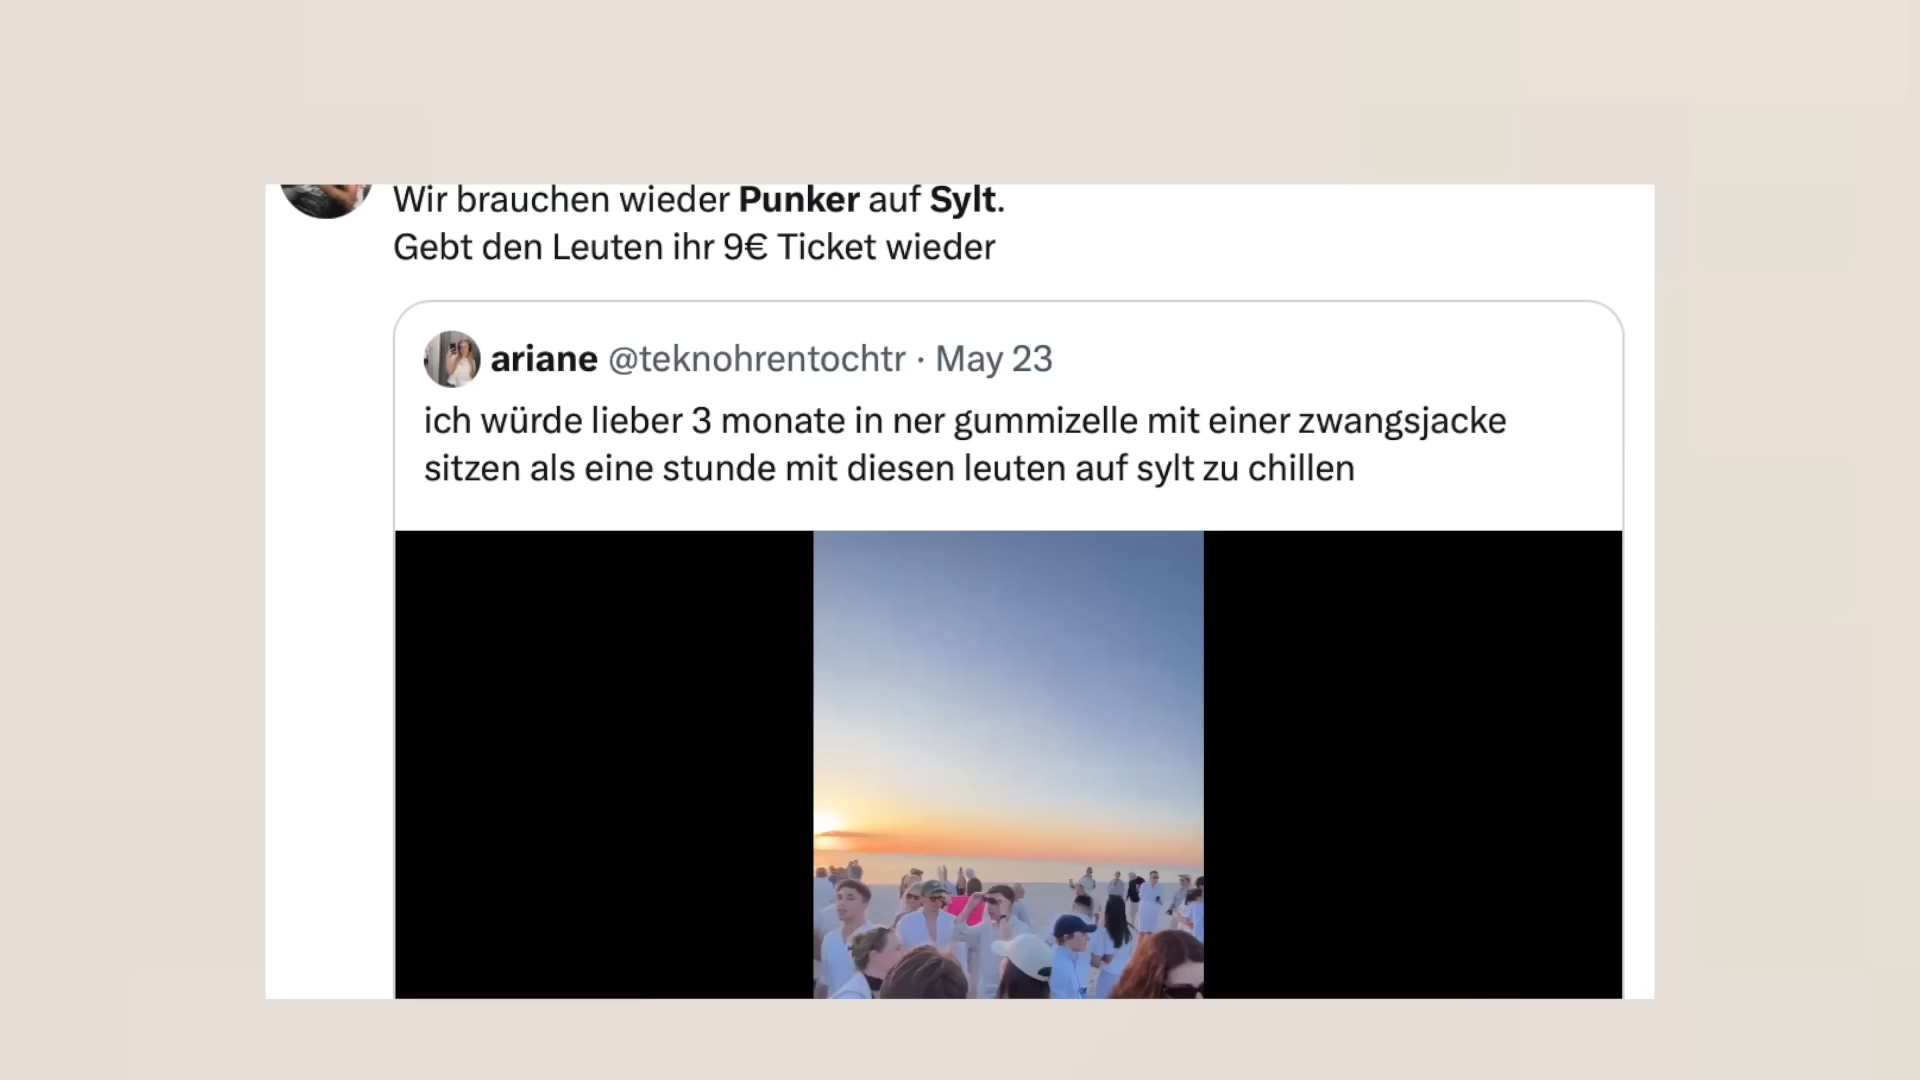 Wir brauchen wieder Punker auf Sylt.
Gebt den Leuten ihr 9€ Ticket wieder
ariane @teknohrentochtr · May 23
ich würde lieber 3 monate in ner gummizelle mit einer zwangsjacke
sitzen als eine stunde mit diesen leuten auf sylt zu chillen